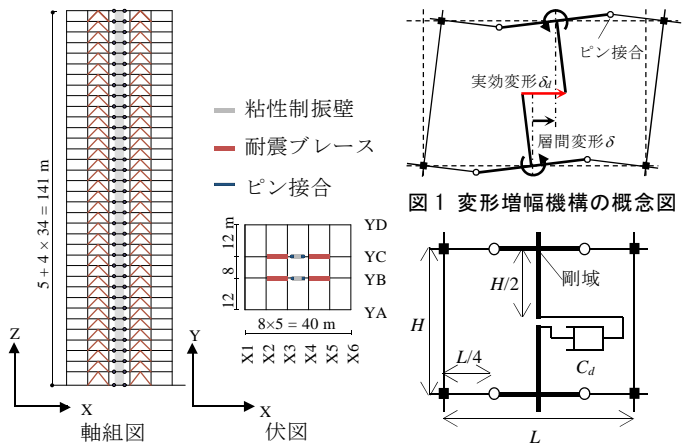 5 + 4 × 34 = 141 m
Z
X
軸組図
粘性制振壁
耐震ブレース
ピン接合
12 m
8
12
YD
YC
YB
YA
8×5 = 40 m
X1
X2
X3
X4
X5
X6
Y
X
伏図
ピン接合
実効変形δd
層間変形δ
図1 変形増幅機構の概念図
H/2
剛域
H
L/4
Cd
L